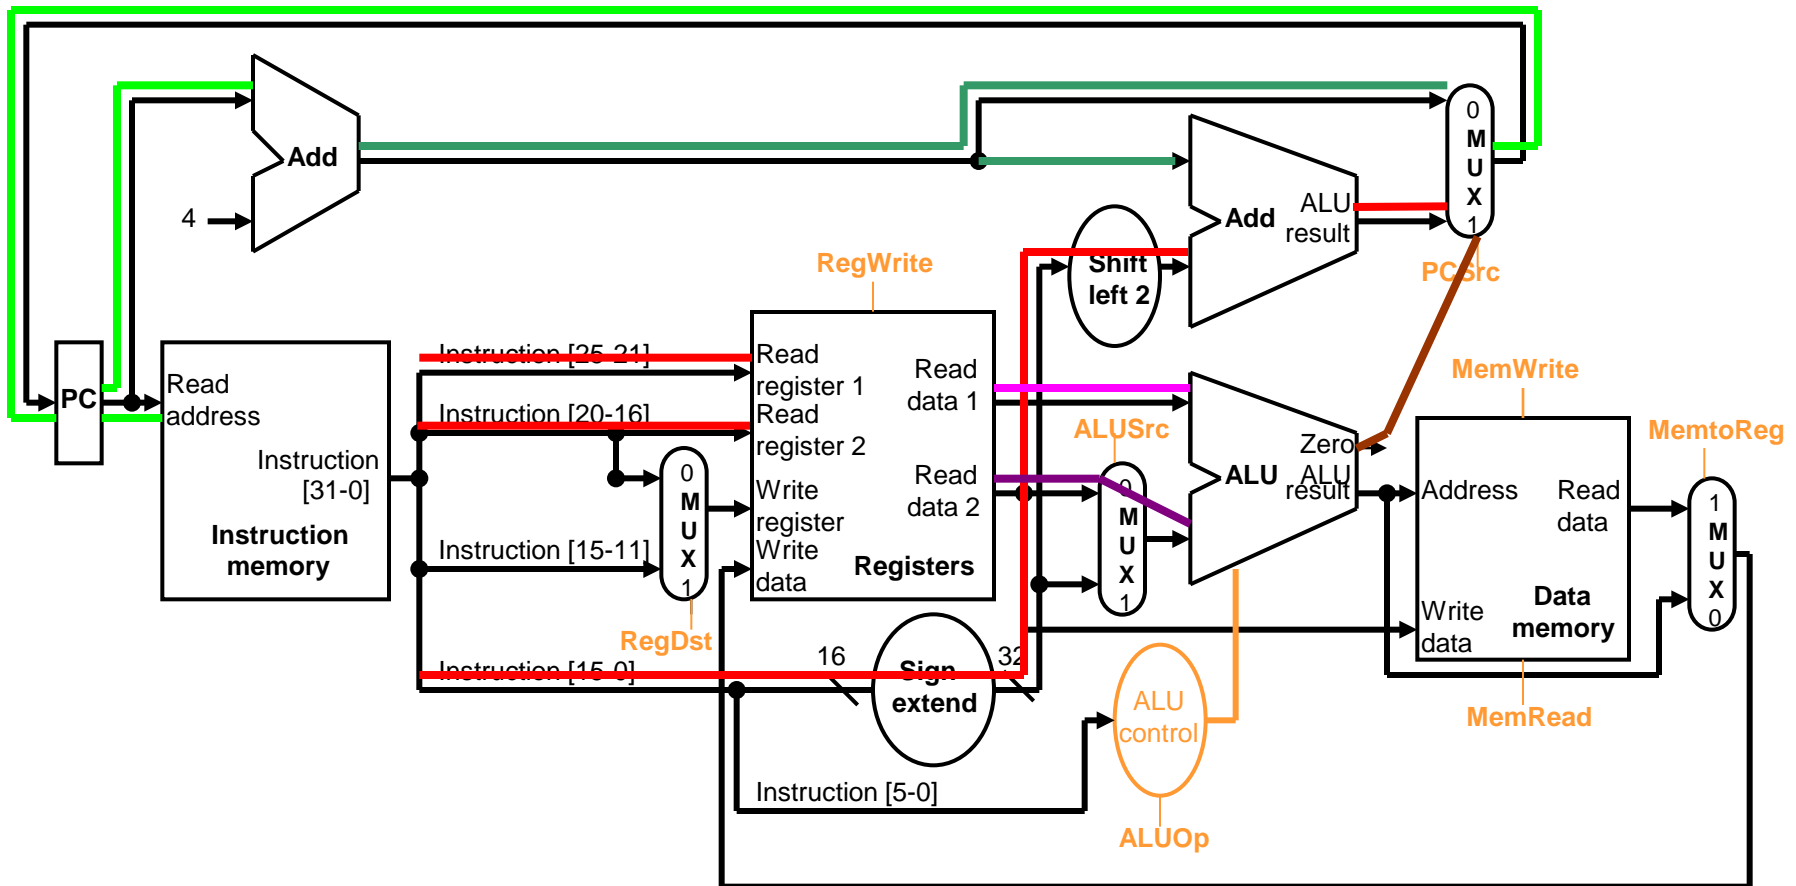 0
M
U
X
1
Add
4
Add
ALU
result
Shift
left 2
RegWrite
PCSrc
PC
Read
address
Instruction
[31-0]
Instruction
memory
Instruction [25-21]
Instruction [20-16]
Instruction [15-11]
Instruction [15-0]
Instruction [5-0]
0
M
U
X
1
RegDst
Read
register 1
Read
register 2
Write
register
Write
data
Read
data 1
Read
data 2
Registers
16
Sign
extend
32
ALUSrc
0
M
U
X
1
Zero
ALU
ALU
result
ALU
control
ALUOp
MemWrite
Address
Read
data
Write
data
Data
memory
MemRead
MemtoReg
1
M
U
X
0